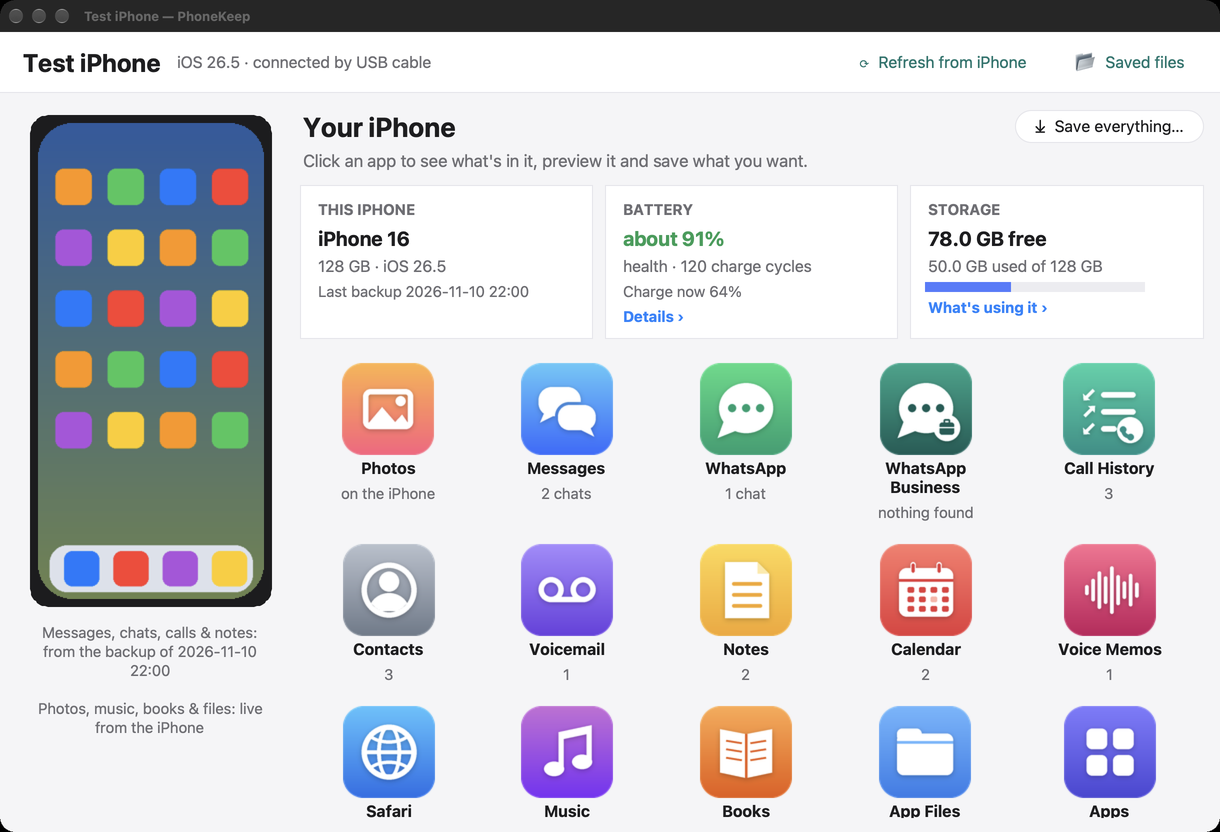 Test iPhone — PhoneKeep
Test iPhone
iOS 26.5 · connected by USB cable
Refresh from iPhone
Saved files
Your iPhone
Save everything...
Click an app to see what's in it, preview it and save what you want.
THIS IPHONE
iPhone 16
128 GB · iOS 26.5
Last backup 2026-11-10 22:00
BATTERY
about 91%
health · 120 charge cycles
Charge now 64%
Details ›
STORAGE
78.0 GB free
50.0 GB used of 128 GB
What's using it ›
Photos
on the iPhone
Messages
2 chats
WhatsApp
1 chat
WhatsApp
Business
nothing found
Call History
3
Contacts
3
Voicemail
1
Notes
2
Calendar
2
Voice Memos
1
Safari
Music
Books
App Files
Apps
Messages, chats, calls & notes:
from the backup of 2026-11-10
22:00
Photos, music, books & files: live
from the iPhone